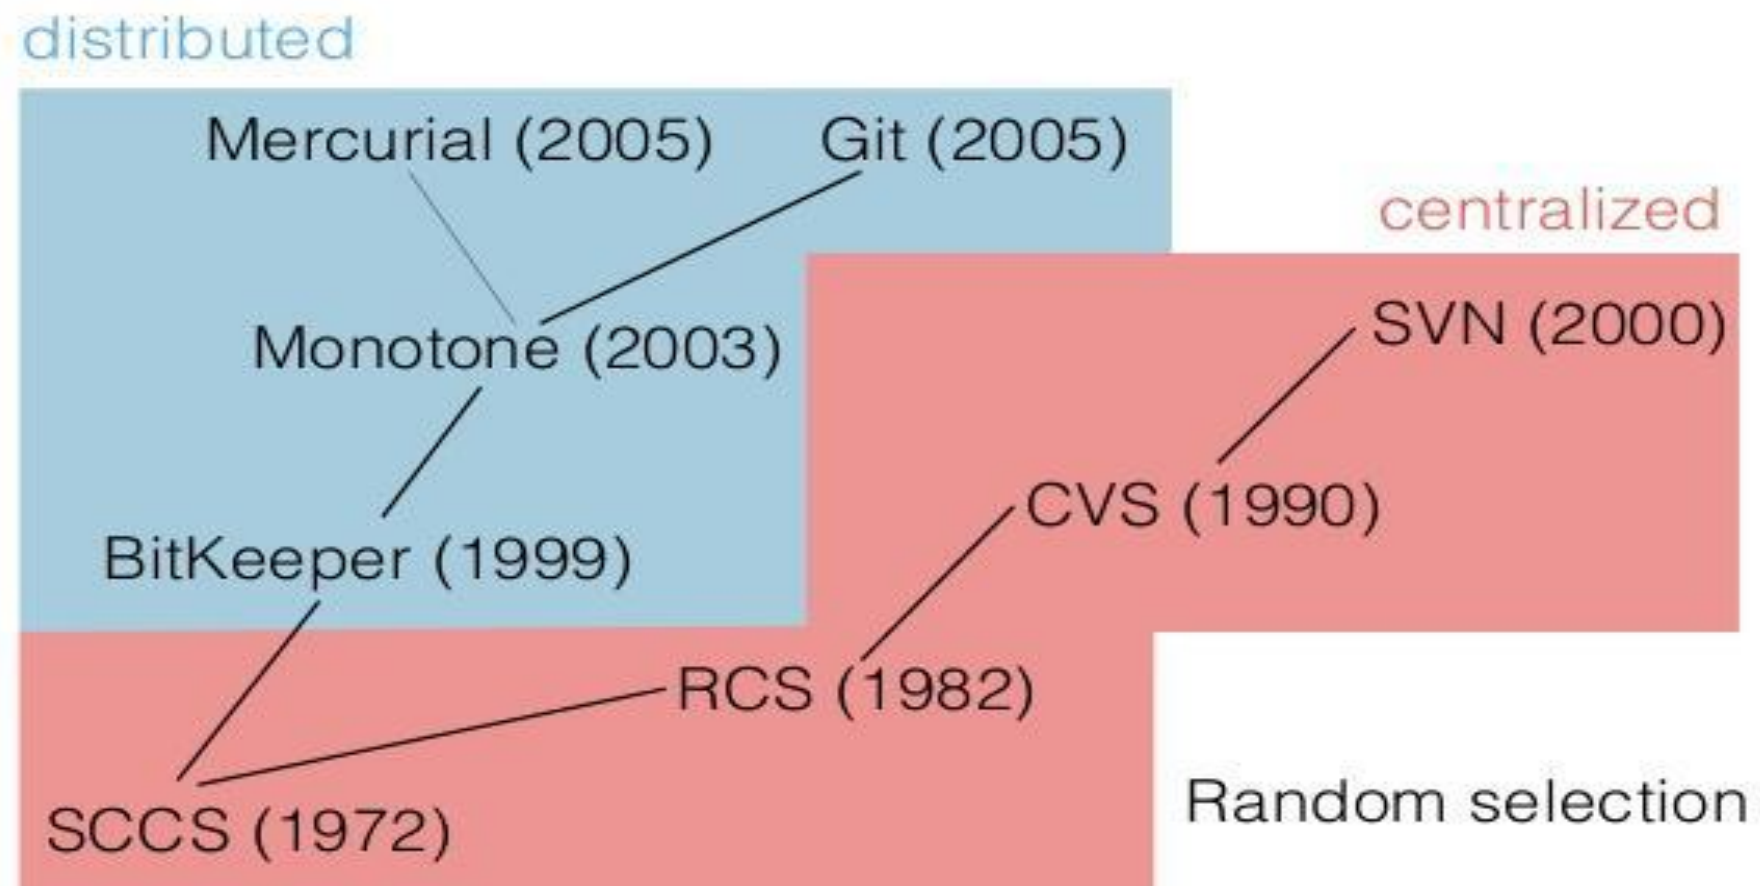 distributed
Mercurial (2005) Git (2005)
centralized
SVN (2000)
Monotone (2003)
CVS (1990)
BitKeeper (1999)
RCS (1982)
Random selection
SCCS (1972)